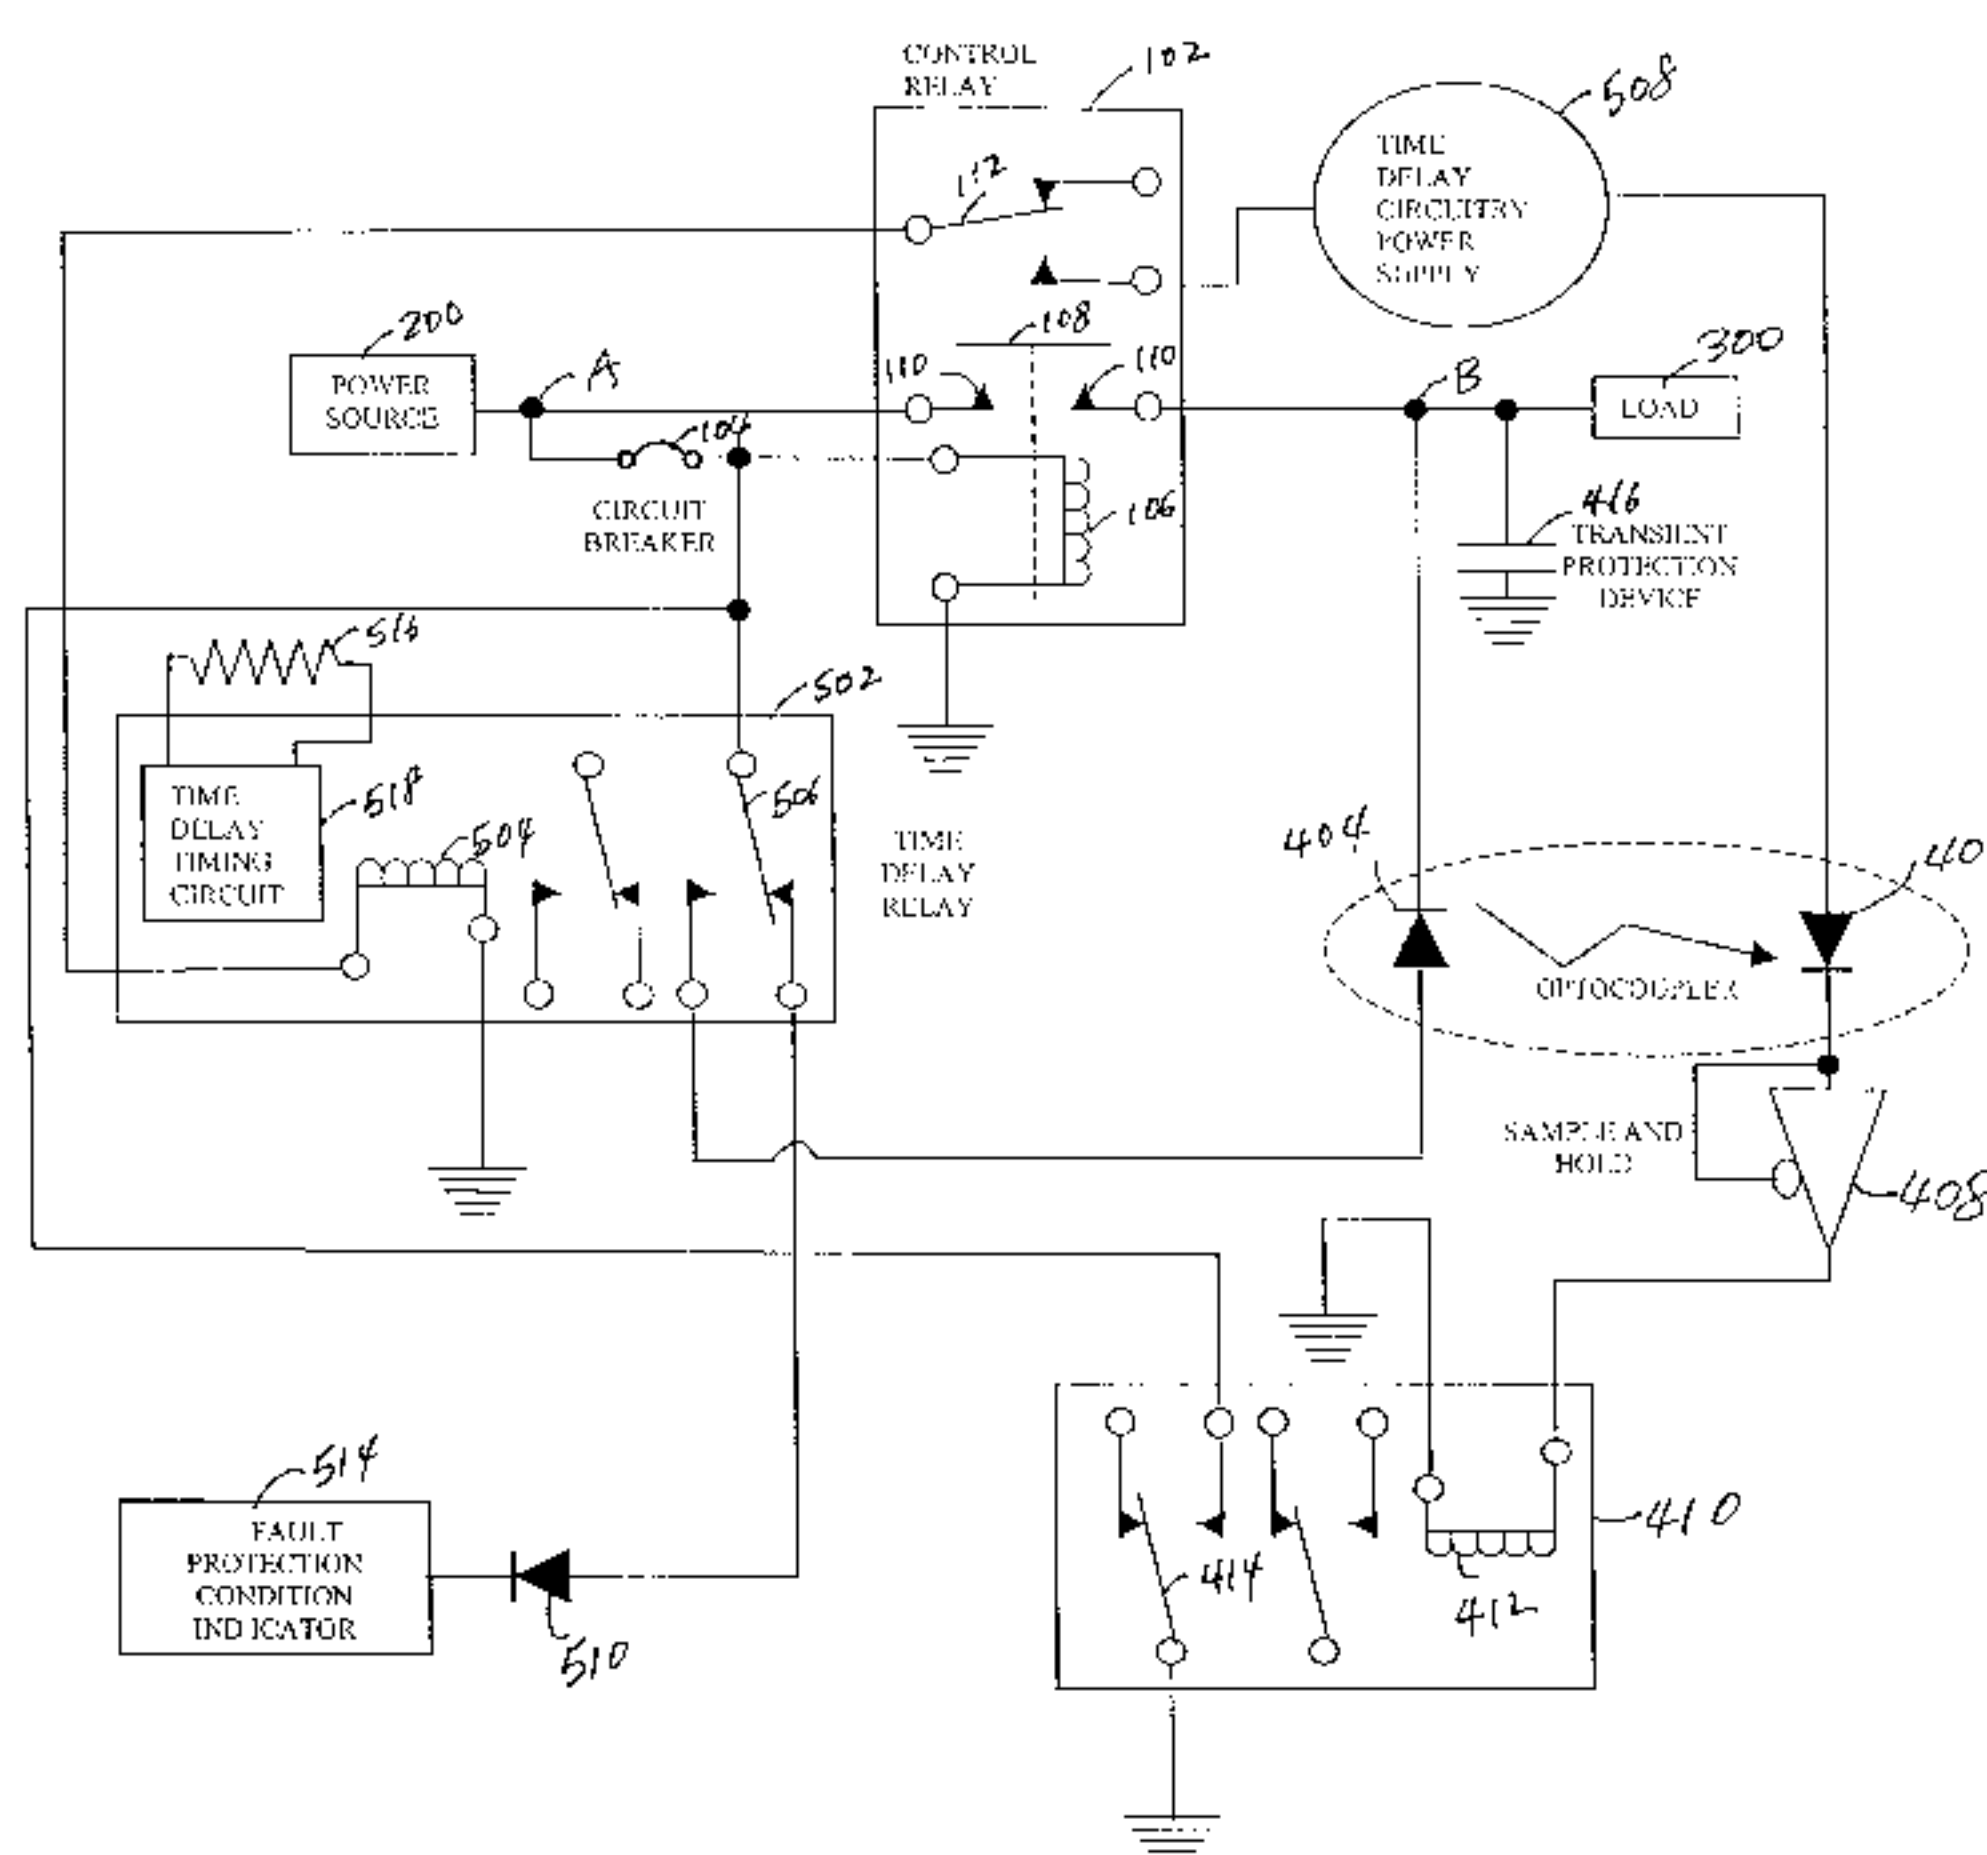 CONTROL
RELAY
102
508
112
TIME
DELAY
CIRCUITRY
POWER
SUPPLY
200
108
POWER
SOURCE
A
110
110
B
300
LOAD
104
CIRCUIT
BREAKER
106
416
TRANSIENT
PROTECTION
DEVICE
516
502
TIME
DELAY
TIMING
CIRCUIT
518
504
506
TIME
DELAY
RELAY
404
40
OPTOCOUPLER
SAMPLE AND
HOLD
408
514
FAULT
PROTECTION
CONDITION
INDICATOR
510
414
412
410